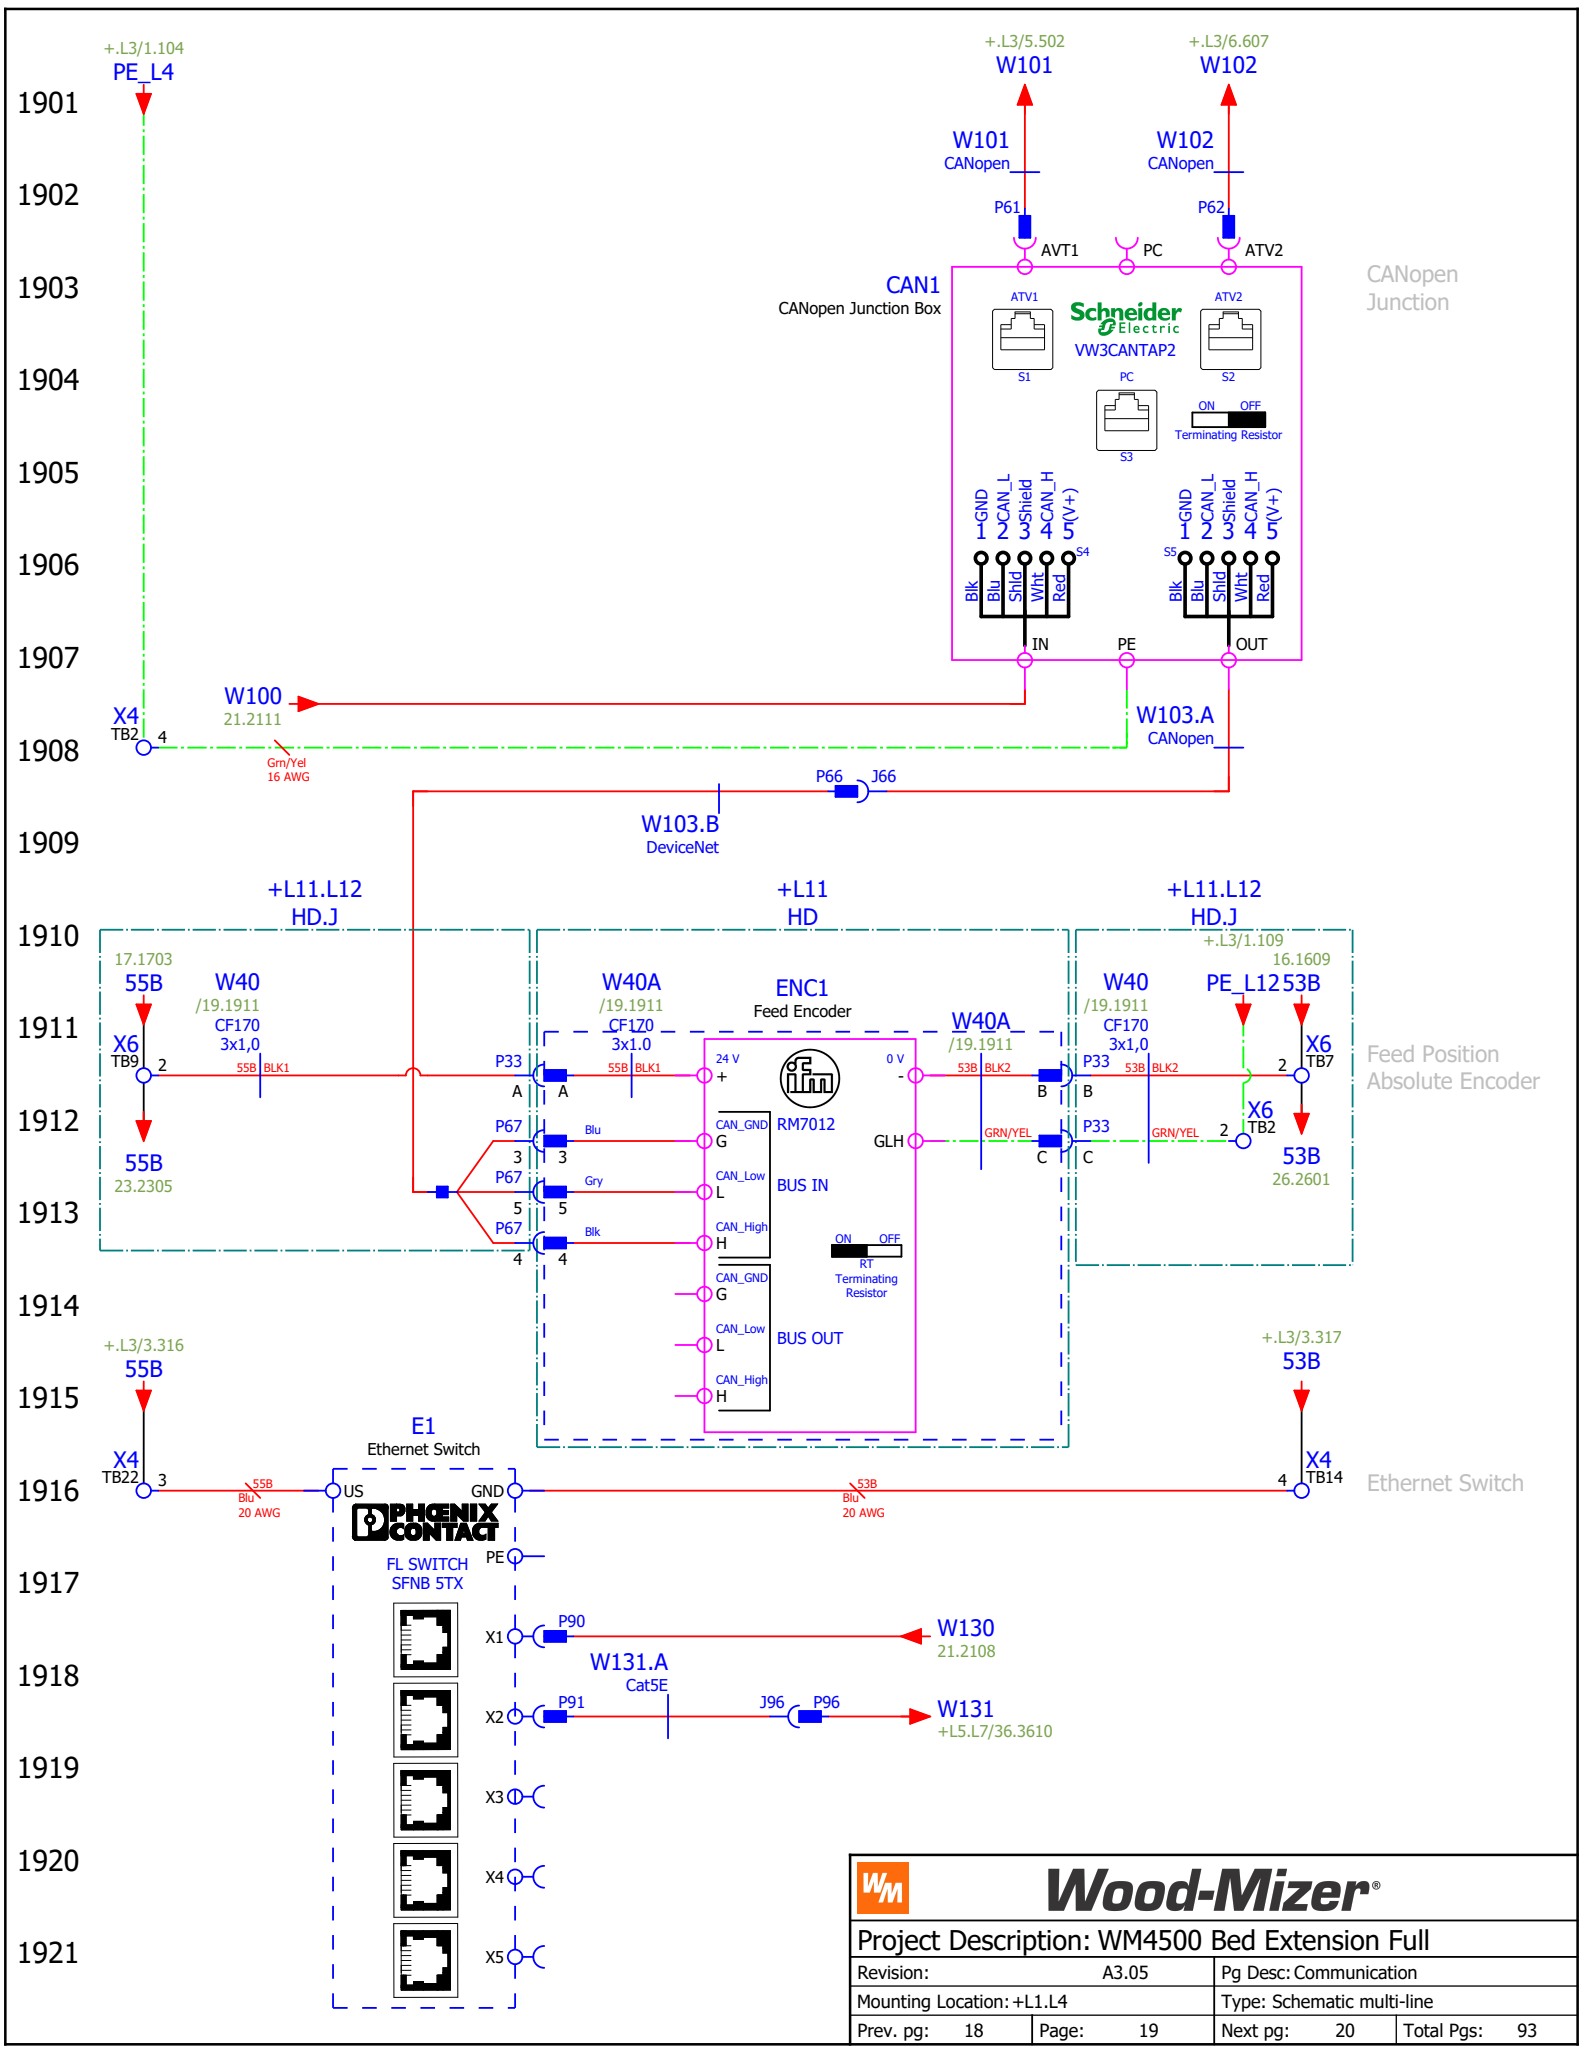 +.L3/1.104
PE_L4
+.L3/5.502
W101
+.L3/6.607
W102
1901
W101
CANopen
W102
CANopen
1902
P61
P62
AVT1
PC
ATV2
1903
CAN1
CANopen Junction Box
CANopen
Junction
ATV1
Schneider
Electric
VW3CANTAP2
ATV2
S1
PC
S2
1904
ON OFF
Terminating Resistor
S3
1905
GND
CAN_L
Shield
CAN_H
(V+)
GND
CAN_L
Shield
CAN_H
(V+)
1 2 3 4 5
1 2 3 4 5
1906
S4
S5
Blk
Blu
Shld
Wht
Red
Blk
Blu
Shld
Wht
Red
1907
IN
PE
OUT
W100
21.2111
X4
TB2
4
W103.A
CANopen
1908
Grn/Yel
16 AWG
P66 J66
W103.B
DeviceNet
1909
+L11.L12
HD.J
+L11
HD
+L11.L12
HD.J
1910
+.L3/1.109
17.1703
55B
W40
/19.1911
CF170
3x1,0
W40A
/19.1911
CF170
3x1.0
ENC1
Feed Encoder
W40A
/19.1911
W40
/19.1911
CF170
3x1,0
PE_L12
16.1609
53B
1911
X6
TB9
2
55B BLK1
P33
A
A
55B BLK1
24 V
+
ifm
0 V
-
53B BLK2
B
P33
B
53B BLK2
2
X6
TB7
Feed Position
Absolute Encoder
1912
P67
3
Blu
3
CAN_GND
G
RM7012
GLH
GRN/YEL
C
P33
C
GRN/YEL
2
X6
TB2
55B
23.2305
53B
26.2601
P67
5
Gry
5
CAN_Low
L
BUS IN
1913
P67
4
Blk
4
CAN_High
H
ON OFF
RT
Terminating
Resistor
1914
CAN_GND
G
CAN_Low
L
BUS OUT
CAN_High
H
+.L3/3.316
55B
+.L3/3.317
53B
1915
E1
Ethernet Switch
X4
TB22
3
X4
TB14
4
1916
55B
Blu
20 AWG
US
GND
53B
Blu
20 AWG
Ethernet Switch
PHŒNIX
CONTACT
PE
FL SWITCH
SFNB 5TX
1917
X1
P90
W130
21.2108
1918
W131.A
Cat5E
X2
P91
J96 P96
W131
+L5.L7/36.3610
1919
X3
1920
X4
1921
X5
WM
Wood-Mizer®
Project Description: WM4500 Bed Extension Full
Revision: A3.05
Pg Desc: Communication
Mounting Location: +L1.L4
Type: Schematic multi-line
Prev. pg: 18
Page: 19
Next pg: 20
Total Pgs: 93